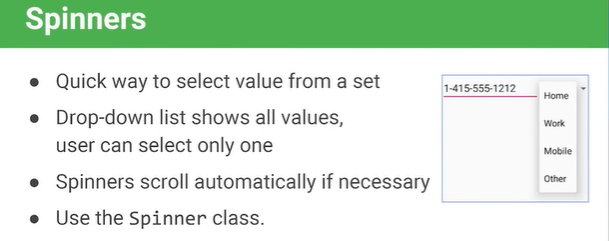 Spinners
● Quick way to select value from a set
● Drop-down list shows all values,
user can select only one
● Spinners scroll automatically if necessary
● Use the Spinner class.
1-415-555-1212
Home
Work
Mobile
Other